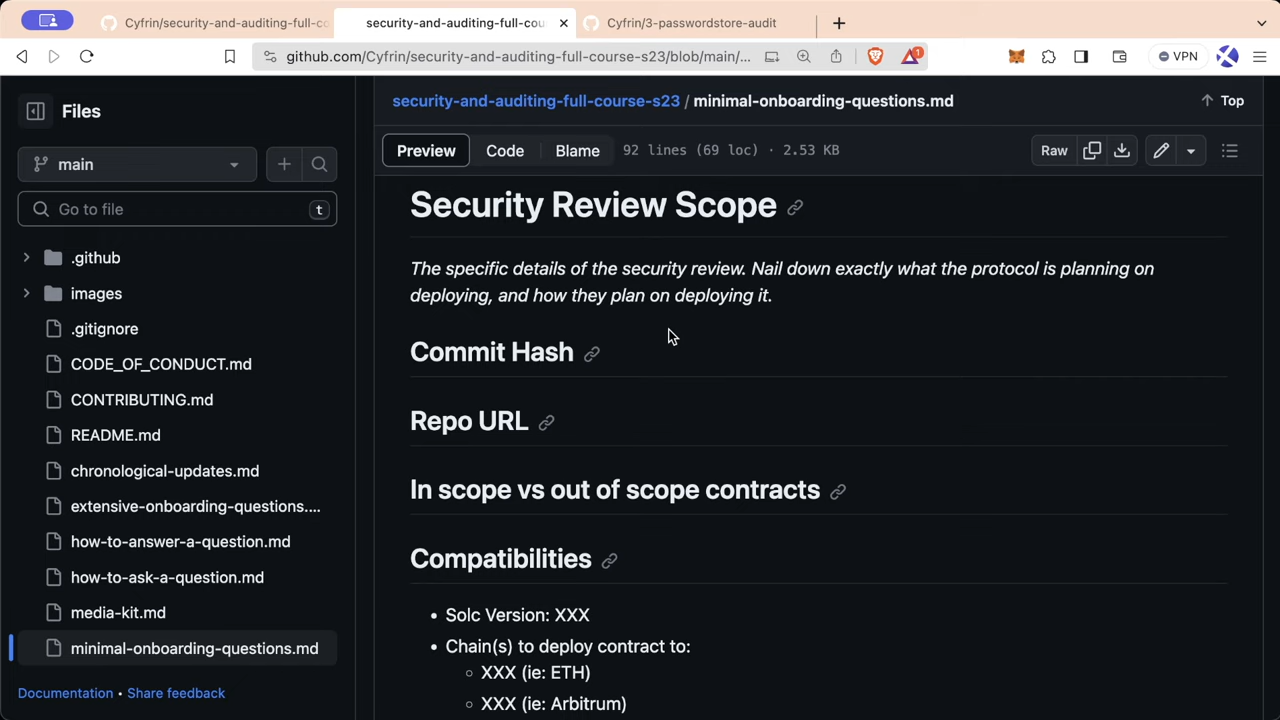 Cyfrin/security-and-auditing-full-co
security-and-auditing-full-cou
Cyfrin/3-passwordstore-audit
github.com/Cyfrin/security-and-auditing-full-course-s23/blob/main/...
1
VPN
Files
main
Go to file
t
.github
images
.gitignore
CODE_OF_CONDUCT.md
CONTRIBUTING.md
README.md
chronological-updates.md
extensive-onboarding-questions....
how-to-answer-a-question.md
how-to-ask-a-question.md
media-kit.md
minimal-onboarding-questions.md
Documentation • Share feedback
security-and-auditing-full-course-s23 / minimal-onboarding-questions.md
Top
Preview
Code
Blame
92 lines (69 loc) · 2.53 KB
Raw
Security Review Scope
The specific details of the security review. Nail down exactly what the protocol is planning on
deploying, and how they plan on deploying it.
Commit Hash
Repo URL
In scope vs out of scope contracts
Compatibilities
• Solc Version: XXX
• Chain(s) to deploy contract to:
◦ XXX (ie: ETH)
◦ XXX (ie: Arbitrum)